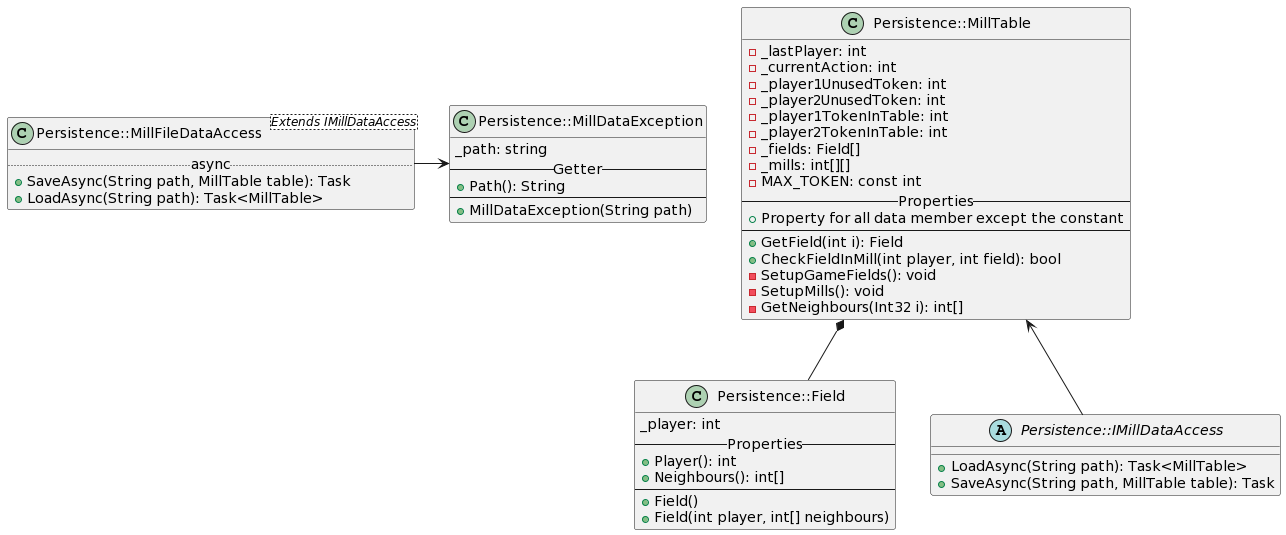 C Persistence::MillFileDataAccess
Extends IMillDataAccess
async
SaveAsync(String path, MillTable table): Task
LoadAsync(String path): Task<MillTable>
C Persistence::MillDataException
_path: string
Getter
Path(): String
MillDataException(String path)
C Persistence::MillTable
_lastPlayer: int
_currentAction: int
_player1UnusedToken: int
_player2UnusedToken: int
_player1TokenInTable: int
_player2TokenInTable: int
_fields: Field[]
_mills: int[][]
MAX_TOKEN: const int
Properties
Property for all data member except the constant
GetField(int i): Field
CheckFieldInMill(int player, int field): bool
SetupGameFields(): void
SetupMills(): void
GetNeighbours(Int32 i): int[]
C Persistence::Field
_player: int
Properties
Player(): int
Neighbours(): int[]
Field()
Field(int player, int[] neighbours)
A Persistence::IMillDataAccess
LoadAsync(String path): Task<MillTable>
SaveAsync(String path, MillTable table): Task